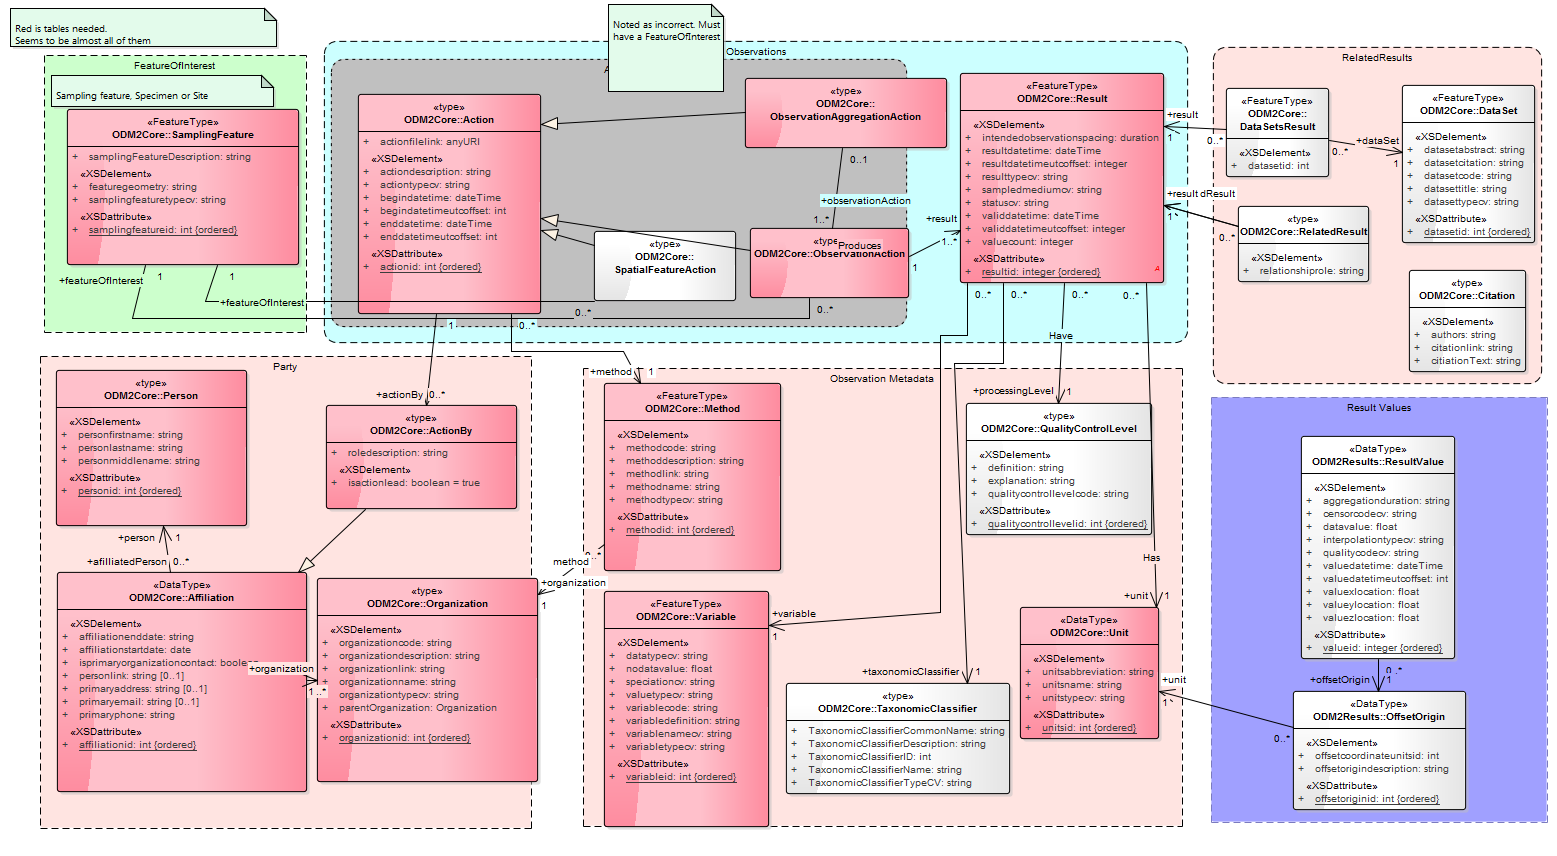 Red is tables needed.
Seems to be almost all of them
FeatureOfInterest
Sampling feature, Specimen or Site
«FeatureType»
ODM2Core::SamplingFeature
+ samplingFeatureDescription: string
«XSDelement»
+ featuregeometry: string
+ samplingfeaturetypecv: string
«XSDattribute»
+ samplingfeatureid: int {ordered}
+featureOfInterest
1
1
+featureOfInterest
Noted as incorrect. Must
have a FeatureOfInterest
Observations
A
«type»
ODM2Core::Action
+ actionfilelink: anyURI
«XSDelement»
+ actiondescription: string
+ actiontypecv: string
+ begindatetime: dateTime
+ begindatetimeutcoffset: int
+ enddatetime: dateTime
+ enddatetimeutcoffset: int
«XSDattribute»
+ actionid: int {ordered}
«type»
ODM2Core::
ObservationAggregationAction
0..1
+observationAction
1..*
«type»
ODM2Core::
SpatialFeatureAction
«type»
ODM2Core::ObservationAction
Produces
1
0..*
0..*
+result
1..*
«FeatureType»
ODM2Core::Result
«XSDelement»
+ intendedobservationspacing: duration
+ resultdatetime: dateTime
+ resultdatetimeutcoffset: integer
+ resulttypecv: string
+ sampledmediumcv: string
+ statuscv: string
+ validdatetime: dateTime
+ validdatetimeutcoffset: integer
+ valuecount: integer
«XSDattribute»
+ resultid: integer {ordered}
A
0..*
0..*
0..*
0..*
Have
RelatedResults
+result
1
0..*
«FeatureType»
ODM2Core::
DataSetsResult
«XSDelement»
+ datasetid: int
0..*
+dataSet
1
«FeatureType»
ODM2Core::DataSet
«XSDelement»
+ datasetabstract: string
+ datasetcitation: string
+ datasetcode: string
+ datasettitle: string
+ datasettypecv: string
«XSDattribute»
+ datasetid: int {ordered}
+result dResult
1
0..*
«type»
ODM2Core::RelatedResult
«XSDelement»
+ relationshiprole: string
«type»
ODM2Core::Citation
«XSDelement»
+ authors: string
+ citationlink: string
+ citiationText: string
Party
«type»
ODM2Core::Person
«XSDelement»
+ personfirstname: string
+ personlastname: string
+ personmiddlename: string
«XSDattribute»
+ personid: int {ordered}
+person
1
+afilliatedPerson
0..*
1
+actionBy
0..*
«type»
ODM2Core::ActionBy
+ roledescription: string
«XSDelement»
+ isactionlead: boolean = true
«DataType»
ODM2Core::Affiliation
«XSDelement»
+ affiliationenddate: string
+ affiliationstartdate: date
+ isprimaryorganizationcontact: boolean
+ personlink: string [0..1]
+ primaryaddress: string [0..1]
+ primaryemail: string [0..1]
+ primaryphone: string
«XSDattribute»
+ affiliationid: int {ordered}
+organization
1..*
«type»
ODM2Core::Organization
«XSDelement»
+ organizationcode: string
+ organizationdescription: string
+ organizationlink: string
+ organizationname: string
organizationtypecv: string
+ parentOrganization: Organization
«XSDattribute»
+ organizationid: int {ordered}
0..*
+method
1
Observation Metadata
«FeatureType»
ODM2Core::Method
«XSDelement»
+ methodcode: string
+ methoddescription: string
+ methodlink: string
+ methodname: string
+ methodtypecv: string
«XSDattribute»
+ methodid: int {ordered}
0..*
method
+organization
1
«FeatureType»
ODM2Core::Variable
«XSDelement»
+ datatypecv: string
+ nodatavalue: float
+ speciationcv: string
+ valuetypecv: string
+ variablecode: string
+ variabledefinition: string
+ variablenamecv: string
+ variabletypecv: string
«XSDattribute»
+ variableid: int {ordered}
+variable
1
+processingLevel
1
«type»
ODM2Core::QualityControlLevel
«XSDelement»
+ definition: string
+ explanation: string
+ qualitycontrollevelcode: string
«XSDattribute»
+ qualitycontrollevelid: int {ordered}
Has
+unit
1
«DataType»
ODM2Core::Unit
«XSDelement»
+ unitsabbreviation: string
+ unitsname: string
+ unitstypecv: string
«XSDattribute»
+ unitsid: int {ordered}
+taxonomicClassifier
1
«type»
ODM2Core::TaxonomicClassifier
+ TaxonomicClassifierCommonName: string
+ TaxonomicClassifierDescription: string
+ TaxonomicClassifierID: int
+ TaxonomicClassifierName: string
+ TaxonomicClassifierTypeCV: string
Result Values
«DataType»
ODM2Results::ResultValue
«XSDelement»
+ aggregationduration: string
+ censorcodecv: string
+ datavalue: float
+ interpolationtypecv: string
+ qualitycodecv: string
+ valuedatetime: dateTime
+ valuedatetimeutcoffset: int
+ valuexlocation: float
+ valueylocation: float
+ valuezlocation: float
«XSDattribute»
+ valueid: integer {ordered}
0..*
+offsetOrigin
1
«DataType»
ODM2Results::OffsetOrigin
«XSDelement»
+ offsetcoordinateunitsid: int
+ offsetorigindescription: string
«XSDattribute»
+ offsetoriginid: int {ordered}
+unit
1
0..*